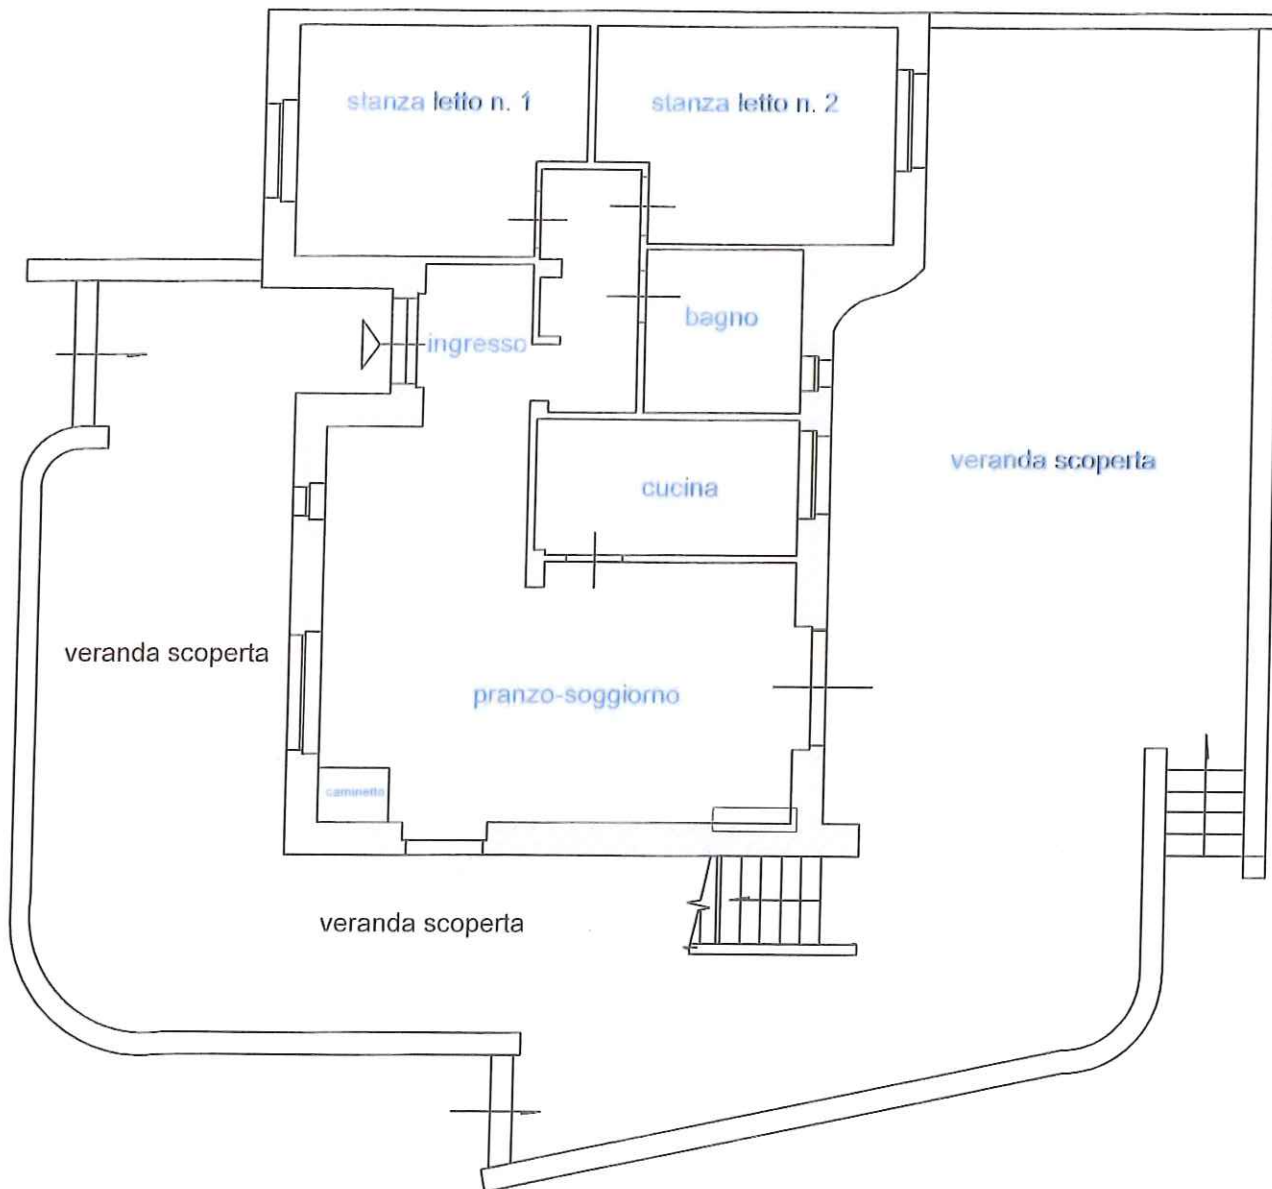 stanza letto n. 1
stanza letto n. 2
ingresso
bagno
cucina
veranda scoperta
veranda scoperta
pranzo-soggiorno
caminetto
veranda scoperta